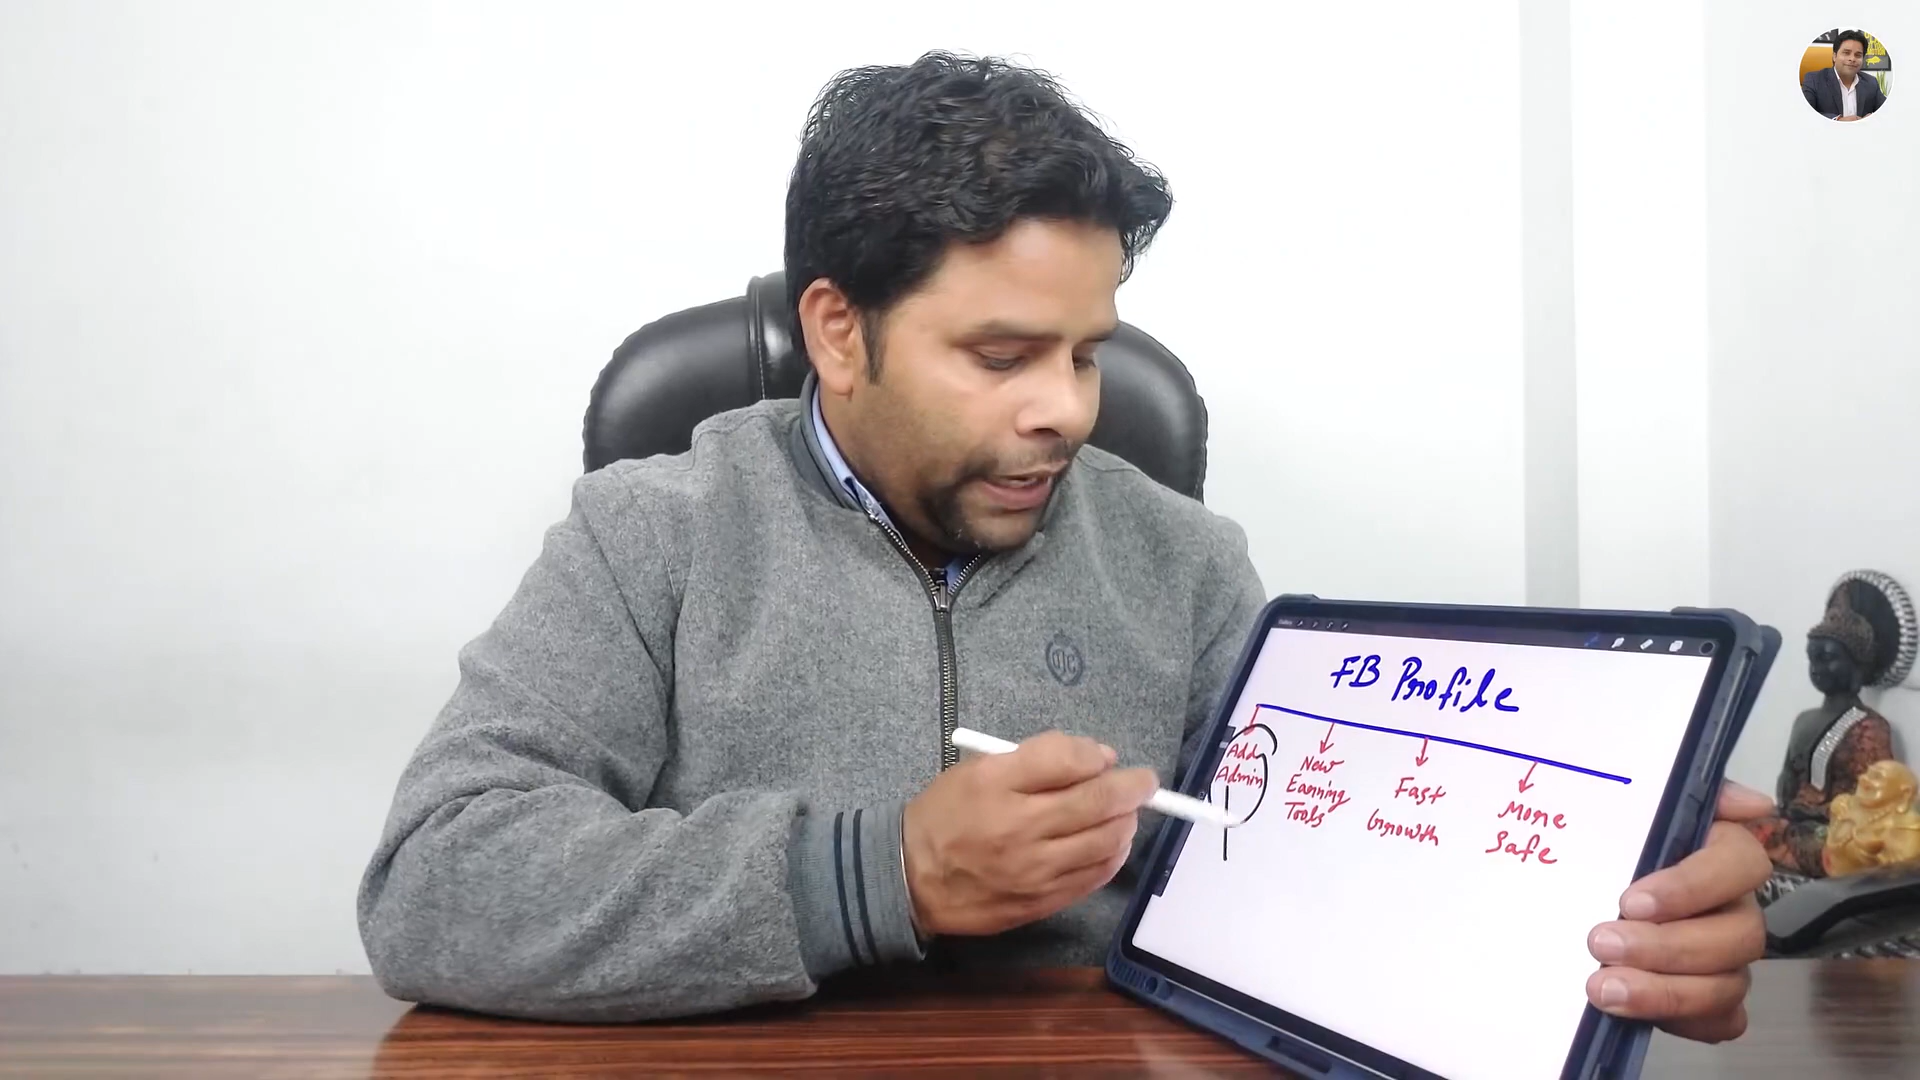 FB Profile
Add
Admin
New
Earning
Tools
Fast
Growth
More
Safe